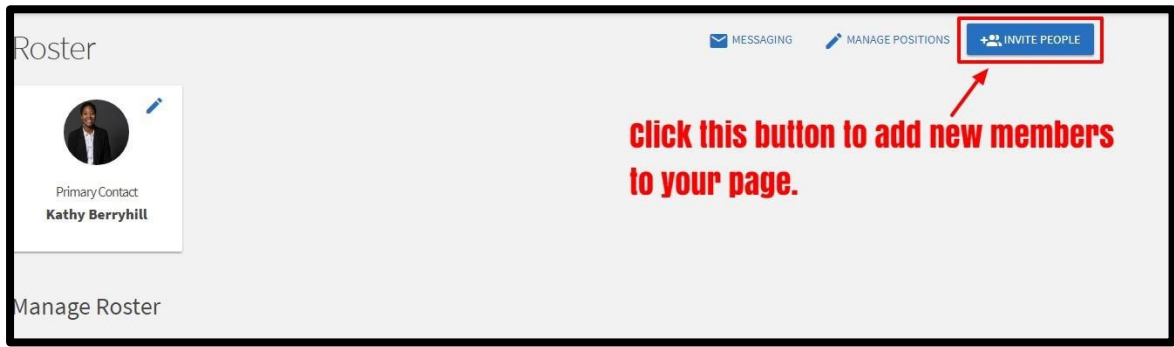 Roster
MESSAGING
MANAGE POSITIONS
INVITE PEOPLE
Primary Contact
Kathy Berryhill
Click this button to add new members
to your page.
Manage Roster